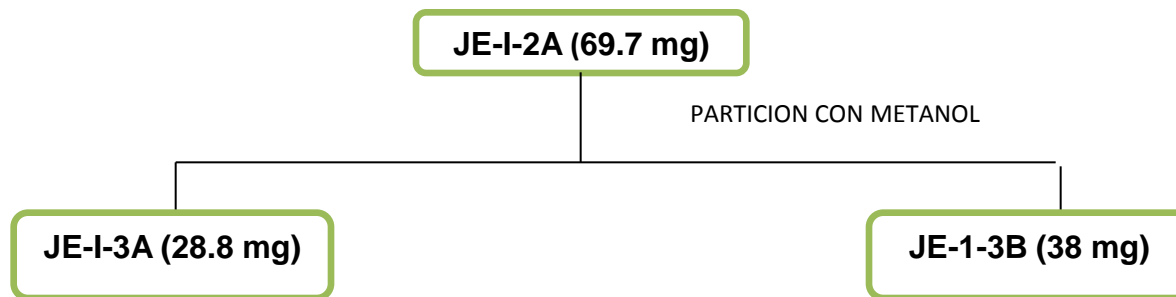 JE-I-2A (69.7 mg)
PARTICION CON METANOL
JE-I-3A (28.8 mg)
JE-1-3B (38 mg)